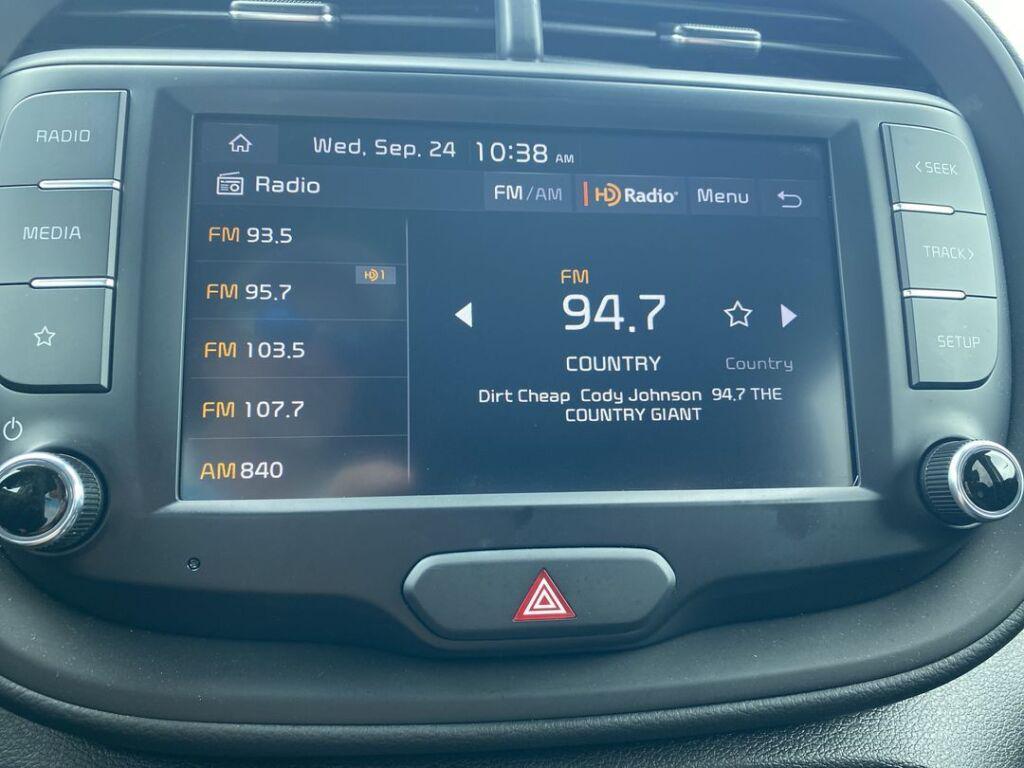 RADIO
MEDIA
Wed, Sep. 24 10:38 AM
Radio
FM/AM
HD Radio®
Menu
FM 93.5
HD 1
FM 95.7
FM 103.5
FM 107.7
AM 840
FM
94.7
COUNTRY
Country
Dirt Cheap Cody Johnson 94.7 THE
COUNTRY GIANT
< SEEK
TRACK >
SETUP